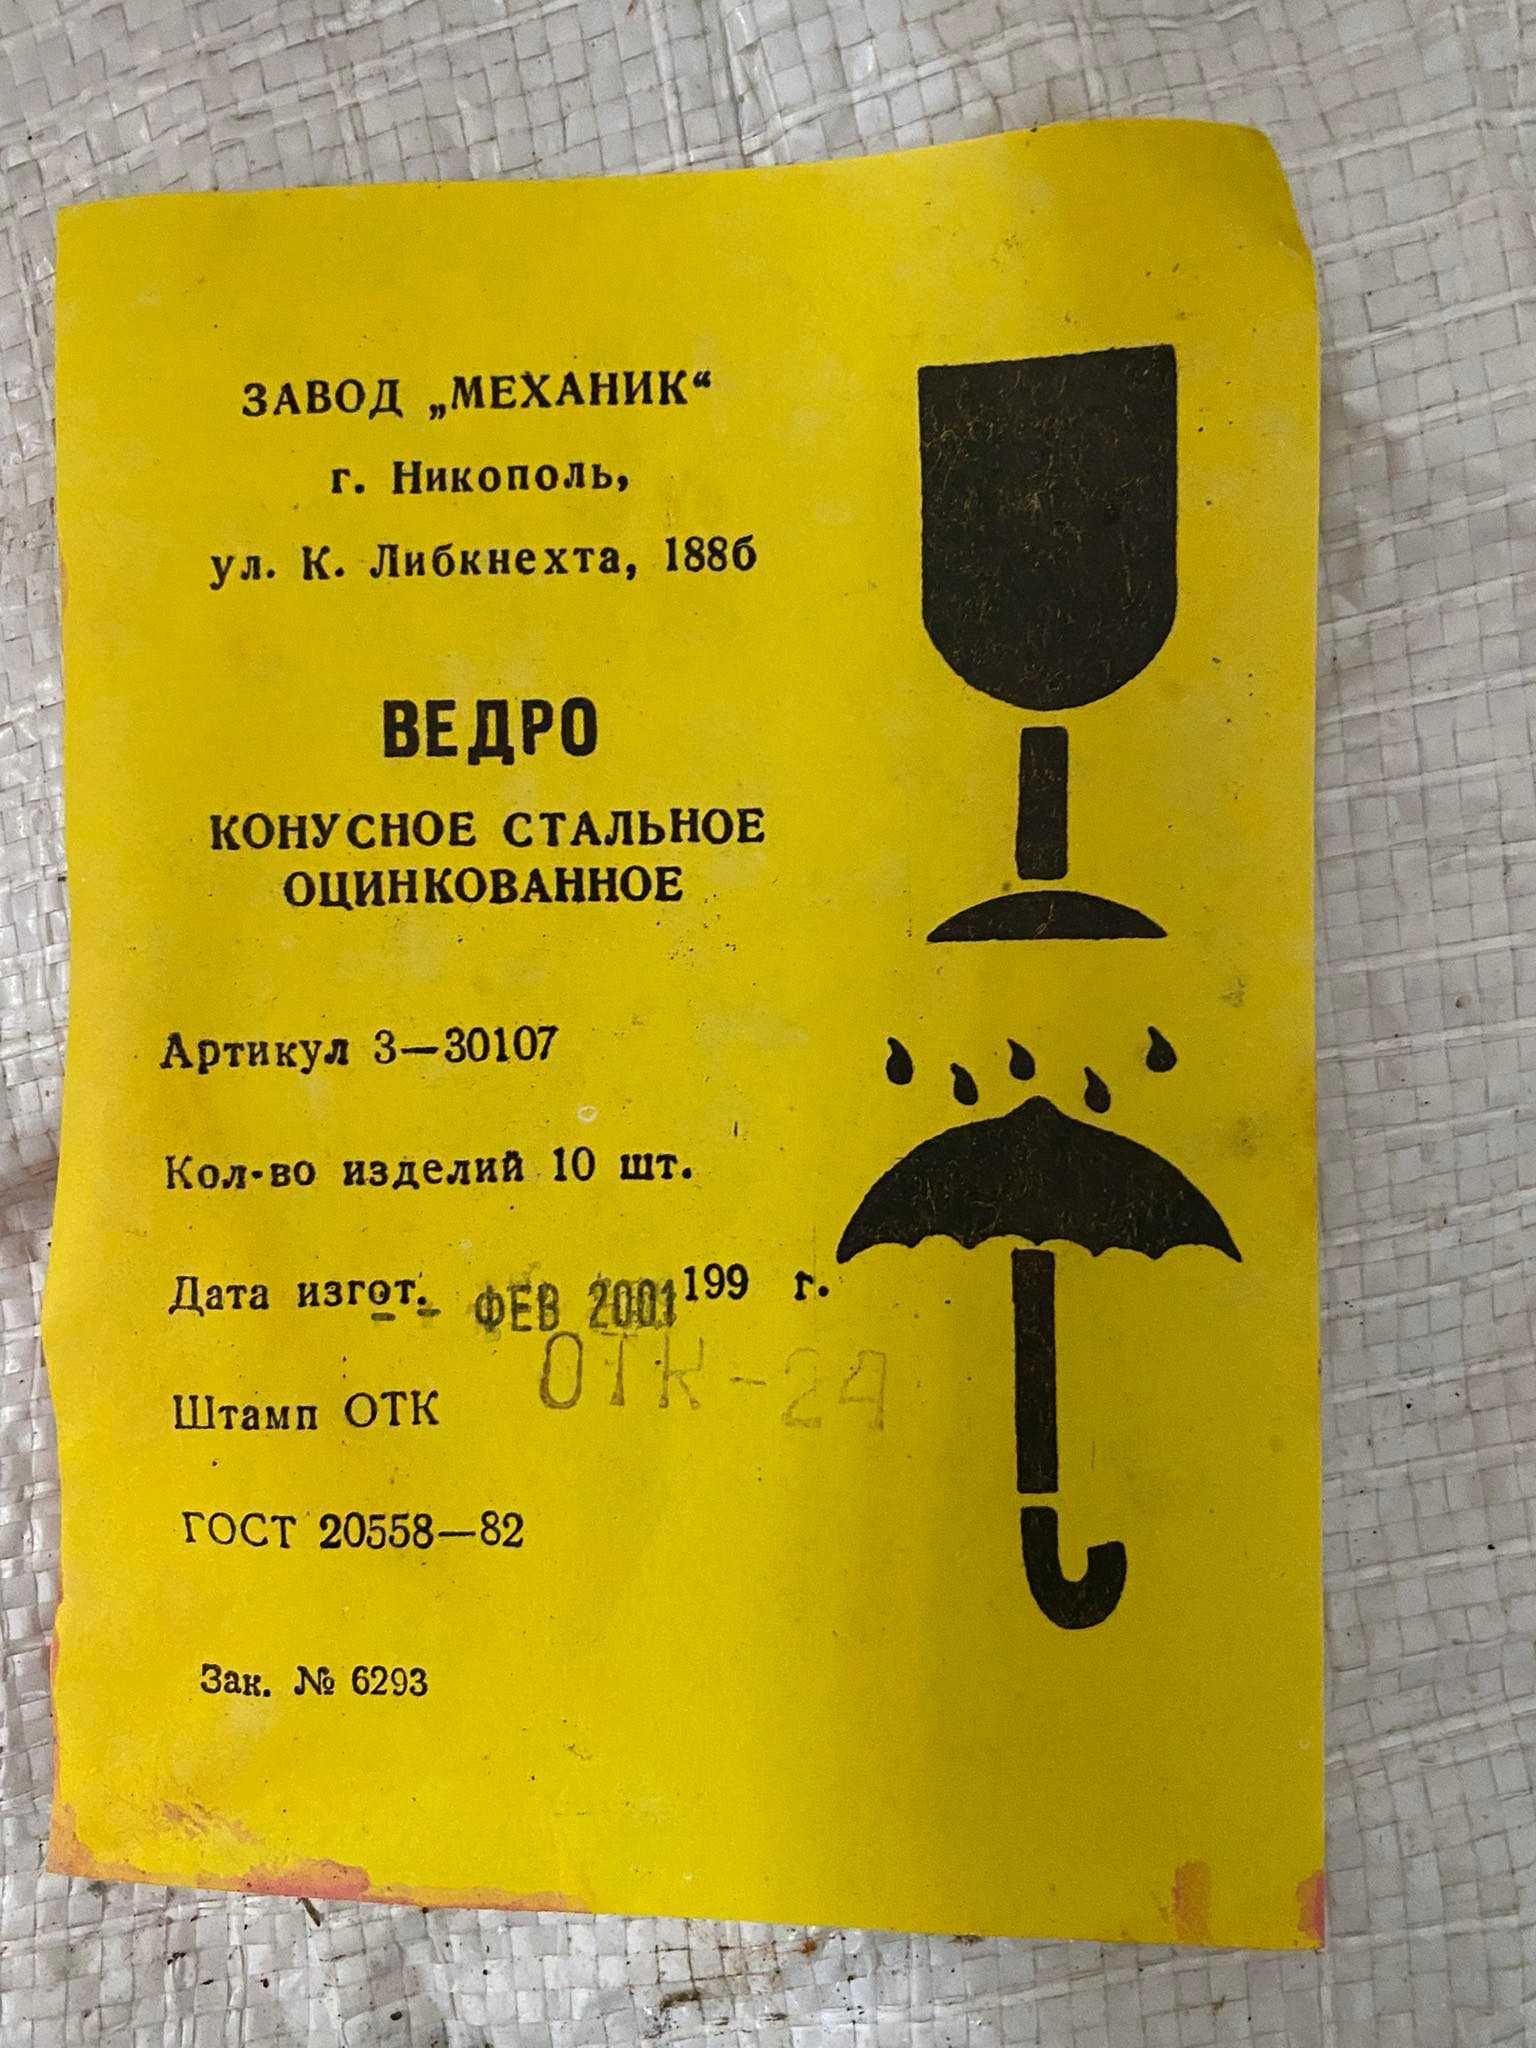 ЗАВОД „МЕХАНИК“
г. Никополь,
ул. К. Либкнехта, 188б
ВЕДРО
КОНУСНОЕ СТАЛЬНОЕ
ОЦИНКОВАННОЕ
Артикул 3—30107
Кол-во изделий 10 шт.
Дата изгот. ФЕВ 2001 199 г.
ОТК-24
Штамп ОТК
ГОСТ 20558—82
Зак. № 6293